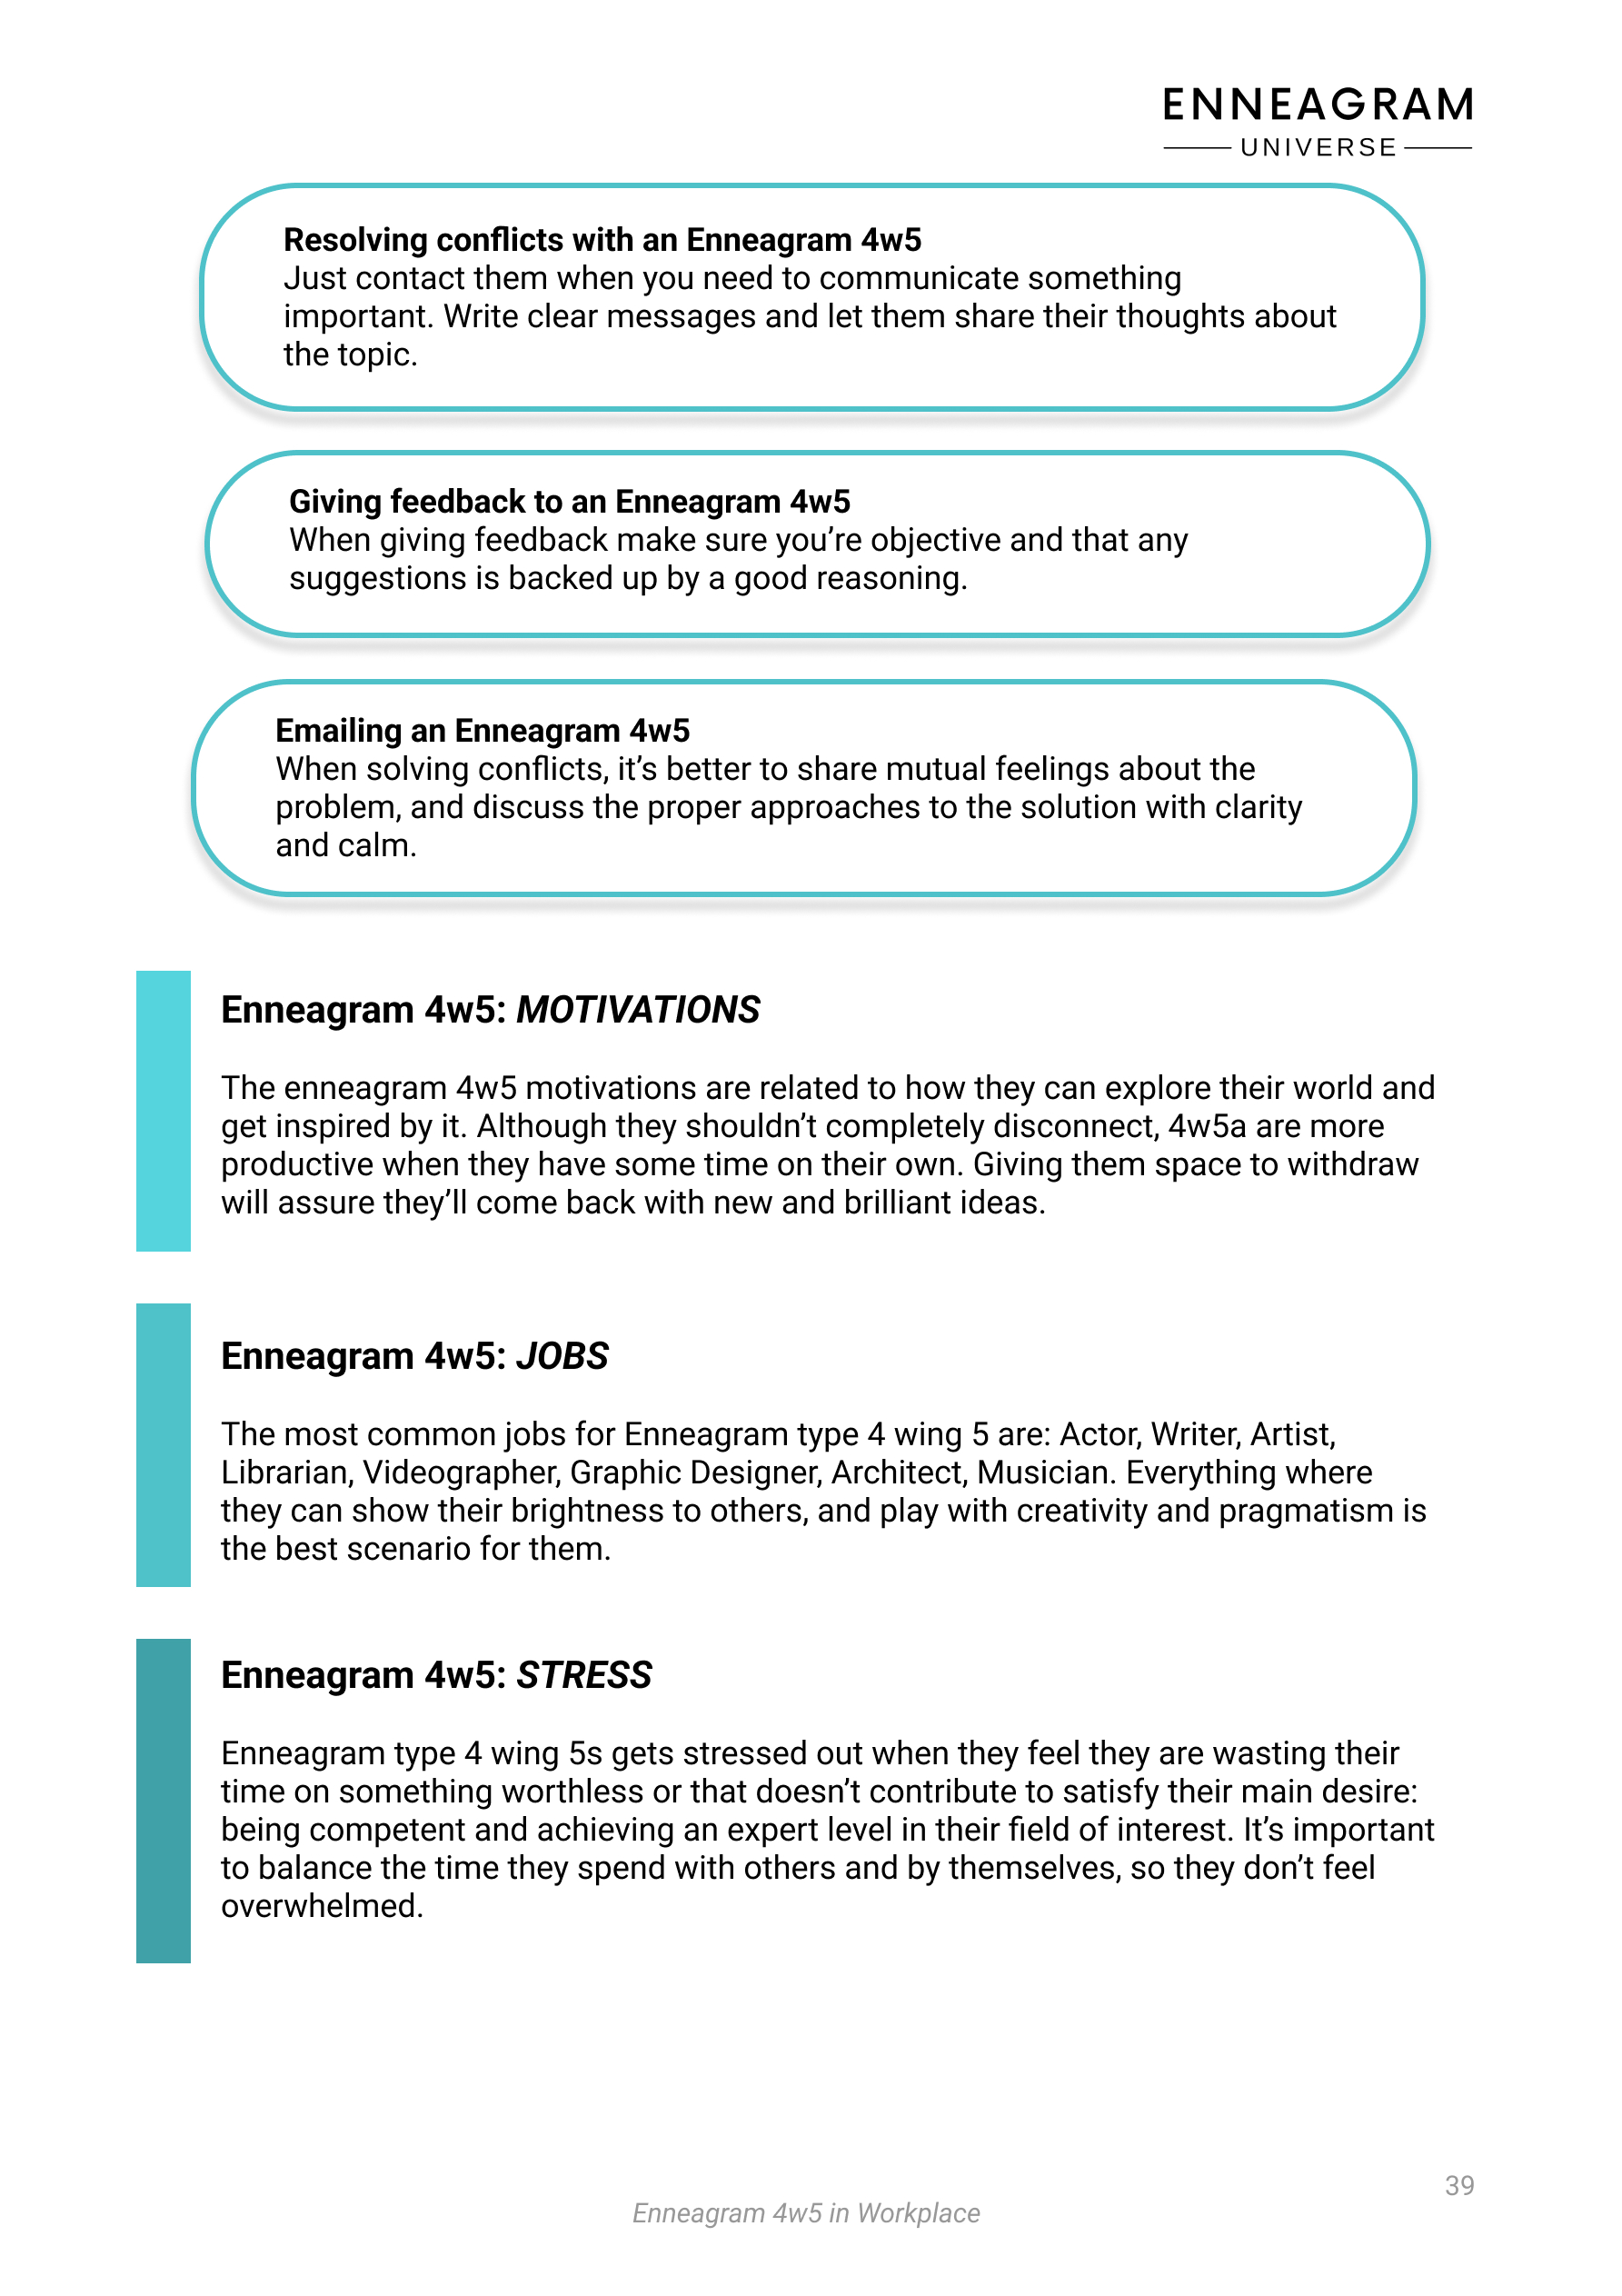 ENNEAGRAM
UNIVERSE
Resolving conflicts with an Enneagram 4w5
Just contact them when you need to communicate something
important. Write clear messages and let them share their thoughts about
the topic.
Giving feedback to an Enneagram 4w5
When giving feedback make sure you’re objective and that any
suggestions is backed up by a good reasoning.
Emailing an Enneagram 4w5
When solving conflicts, it’s better to share mutual feelings about the
problem, and discuss the proper approaches to the solution with clarity
and calm.
Enneagram 4w5: MOTIVATIONS
The enneagram 4w5 motivations are related to how they can explore their world and
get inspired by it. Although they shouldn’t completely disconnect, 4w5a are more
productive when they have some time on their own. Giving them space to withdraw
will assure they’ll come back with new and brilliant ideas.
Enneagram 4w5: JOBS
The most common jobs for Enneagram type 4 wing 5 are: Actor, Writer, Artist,
Librarian, Videographer, Graphic Designer, Architect, Musician. Everything where
they can show their brightness to others, and play with creativity and pragmatism is
the best scenario for them.
Enneagram 4w5: STRESS
Enneagram type 4 wing 5s gets stressed out when they feel they are wasting their
time on something worthless or that doesn’t contribute to satisfy their main desire:
being competent and achieving an expert level in their field of interest. It’s important
to balance the time they spend with others and by themselves, so they don’t feel
overwhelmed.
39
Enneagram 4w5 in Workplace